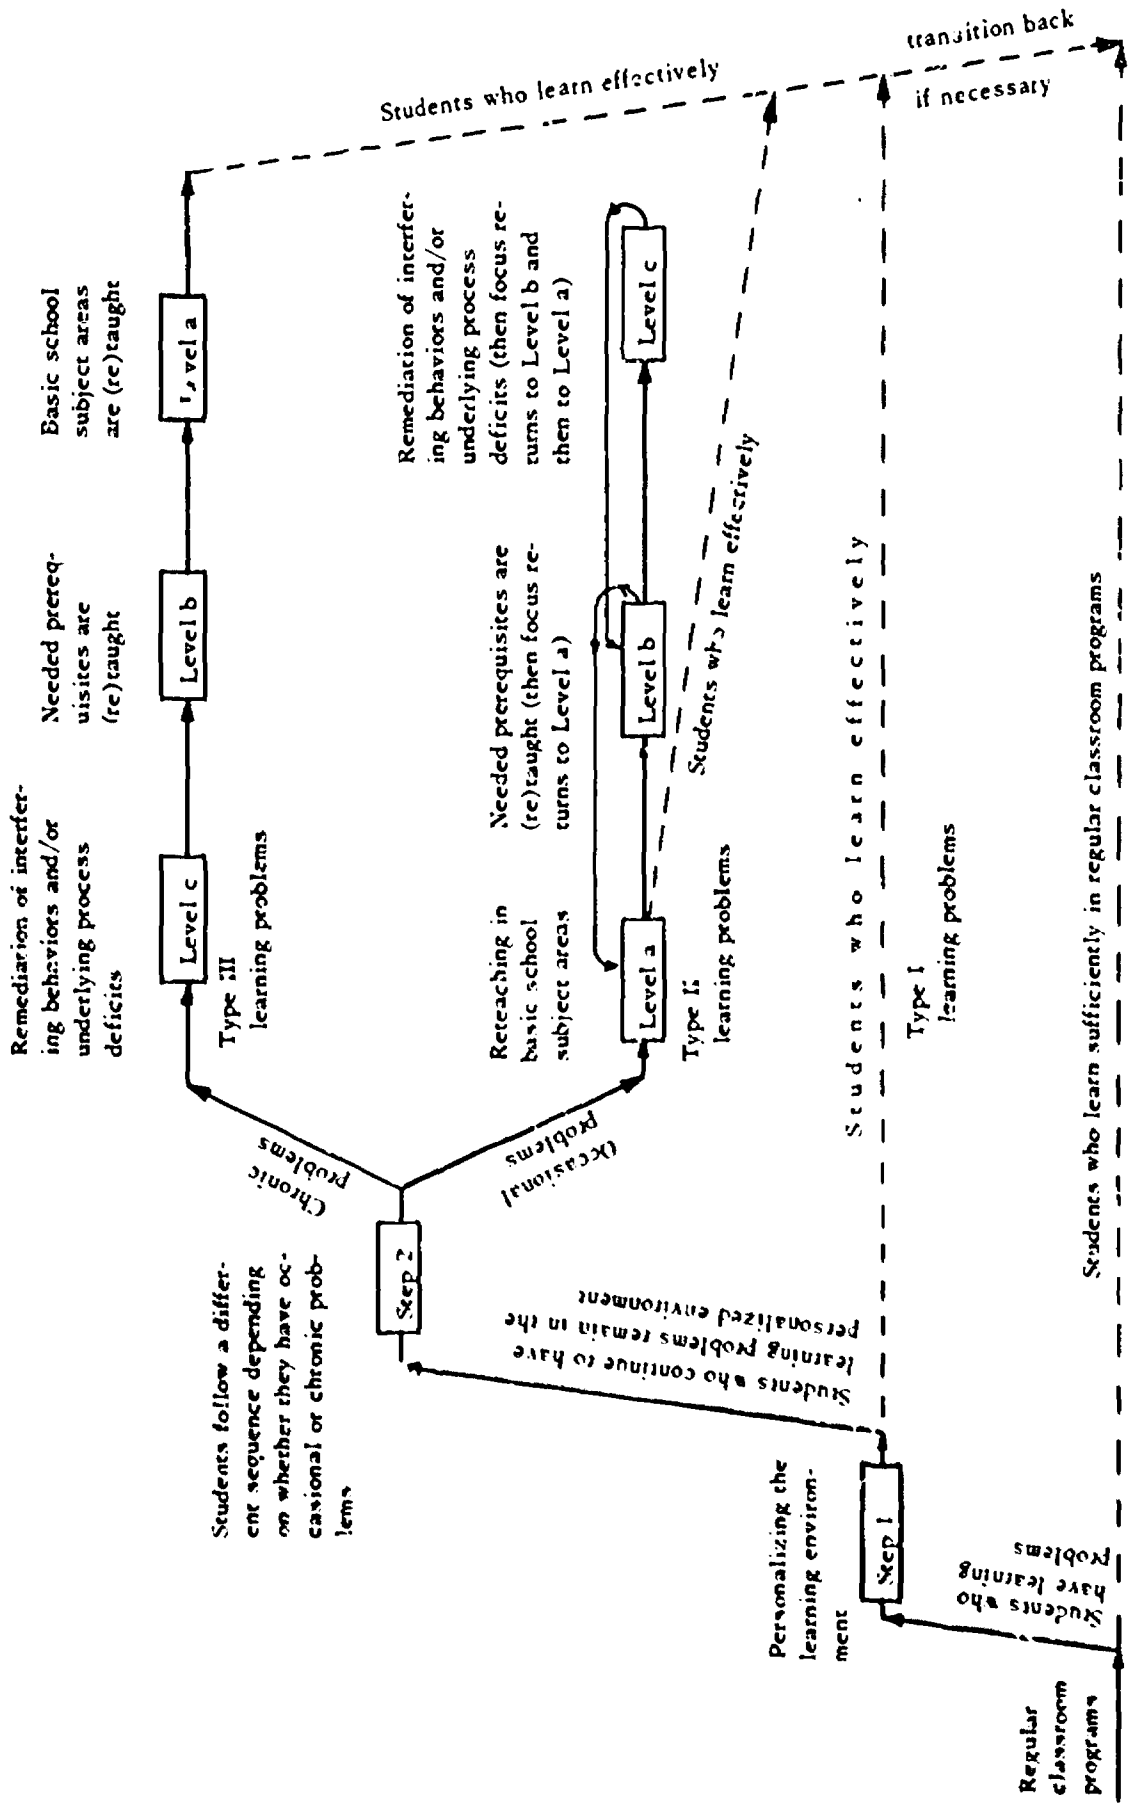 Remediation of interfer-
ing behaviors and/or
underlying process
deficits
Needed prereq-
uisites are
(re)taught
Basic school
subject areas
are (re)taught
Level c
Level b
Level a
Type III
learning problems
Students who learn effectively
transition back
if necessary
Chronic
problems
Students follow a differ-
ent sequence depending
on whether they have oc-
casional or chronic prob-
lems
Step 2
Occasional
problems
Reteaching in
basic school
subject areas
Needed prerequisites are
(re)taught (then focus re-
turns to Level a)
Remediation of interfer-
ing behaviors and/or
underlying process
deficits (then focus re-
turns to Level b and
then to Level a)
Level a
Level b
Level c
Type II
learning problems
Students who learn effectively
Students who continue to have
learning problems remain in the
personalized environment
Personalizing the
learning environ-
ment
Step 1
Students who learn effectively
Type I
learning problems
Students who
have learning
problems
Regular
classroom
programs
Students who learn sufficiently in regular classroom programs